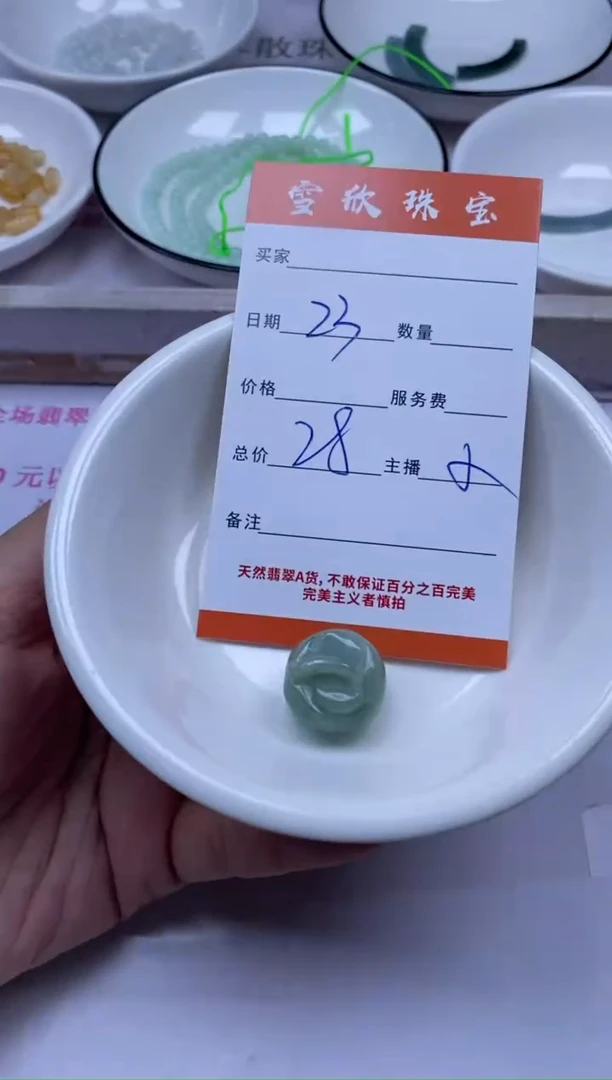 散珠
雪欣珠宝
买家
日期 23 数量
价格 服务费
总价 28 主播
备注
天然翡翠A货,不敢保证百分之百完美
完美主义者慎拍
全场翡翠
元以